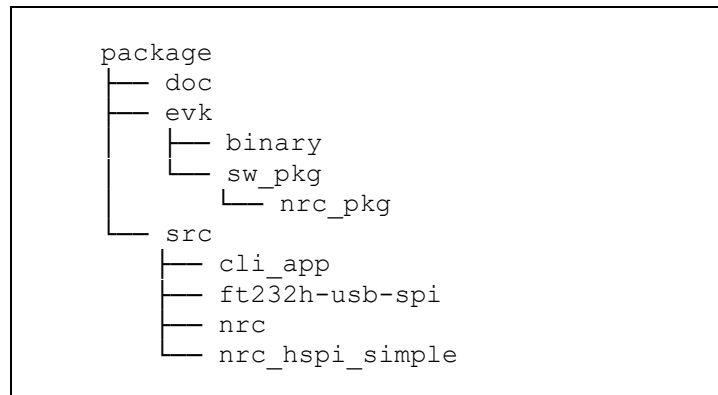 package
├── doc
├── evk
│   ├── binary
│   └── sw_pkg
│       └── nrc_pkg
└── src
    ├── cli_app
    ├── ft232h-usb-spi
    ├── nrc
    └── nrc_hspi_simple